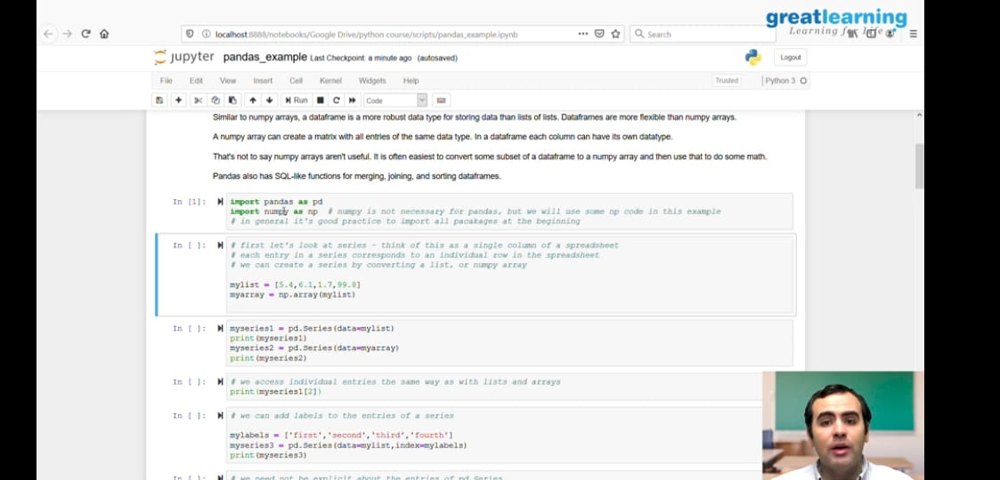 greatlearning
Learning for Life
localhost:8888/notebooks/Google Drive/python course/scripts/pandas_example.ipynb
Search
jupyter pandas_example Last Checkpoint: a minute ago (autosaved)
Logout
File Edit View Insert Cell Kernel Widgets Help
Trusted
Python 3
Run
Code
Similar to numpy arrays, a dataframe is a more robust data type for storing data than lists of lists. Dataframes are more flexible than numpy arrays.
A numpy array can create a matrix with all entries of the same data type. In a dataframe each column can have its own datatype.
That's not to say numpy arrays aren't useful. It is often easiest to convert some subset of a dataframe to a numpy array and then use that to do some math.
Pandas also has SQL-like functions for merging, joining, and sorting dataframes.
In [1]: import pandas as pd
import numpy as np # numpy is not necessary for pandas, but we will use some np code in this example
# in general it's good practice to import all pacakages at the beginning
In [ ]: # first let's look at series - think of this as a single column of a spreadsheet
# each entry in a series corresponds to an individual row in the spreadsheet
# we can create a series by converting a list, or numpy array
mylist = [5.4,6.1,1.7,99.8]
myarray = np.array(mylist)
In [ ]: myseries1 = pd.Series(data=mylist)
print(myseries1)
myseries2 = pd.Series(data=myarray)
print(myseries2)
In [ ]: # we access individual entries the same way as with lists and arrays
print(myseries1[2])
In [ ]: # we can add labels to the entries of a series
mylabels = ['first','second','third','fourth']
myseries3 = pd.Series(data=mylist,index=mylabels)
print(myseries3)
In [ ]: # we need not be explicit about the entries of pd.Series